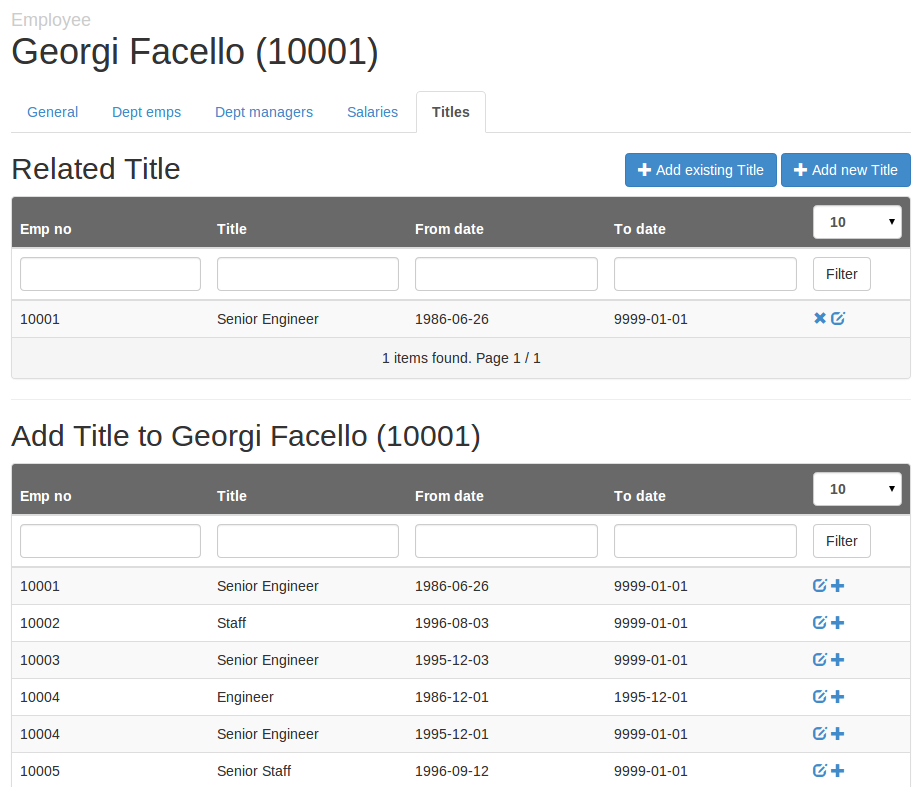 Employee
Georgi Facello (10001)
General Dept emps Dept managers Salaries Titles
Related Title Add existing Title Add new Title
Emp no Title From date To date 10
Filter
10001 Senior Engineer 1986-06-26 9999-01-01
1 items found. Page 1 / 1
Add Title to Georgi Facello (10001)
Emp no Title From date To date 10
Filter
10001 Senior Engineer 1986-06-26 9999-01-01
10002 Staff 1996-08-03 9999-01-01
10003 Senior Engineer 1995-12-03 9999-01-01
10004 Engineer 1986-12-01 1995-12-01
10004 Senior Engineer 1995-12-01 9999-01-01
10005 Senior Staff 1996-09-12 9999-01-01